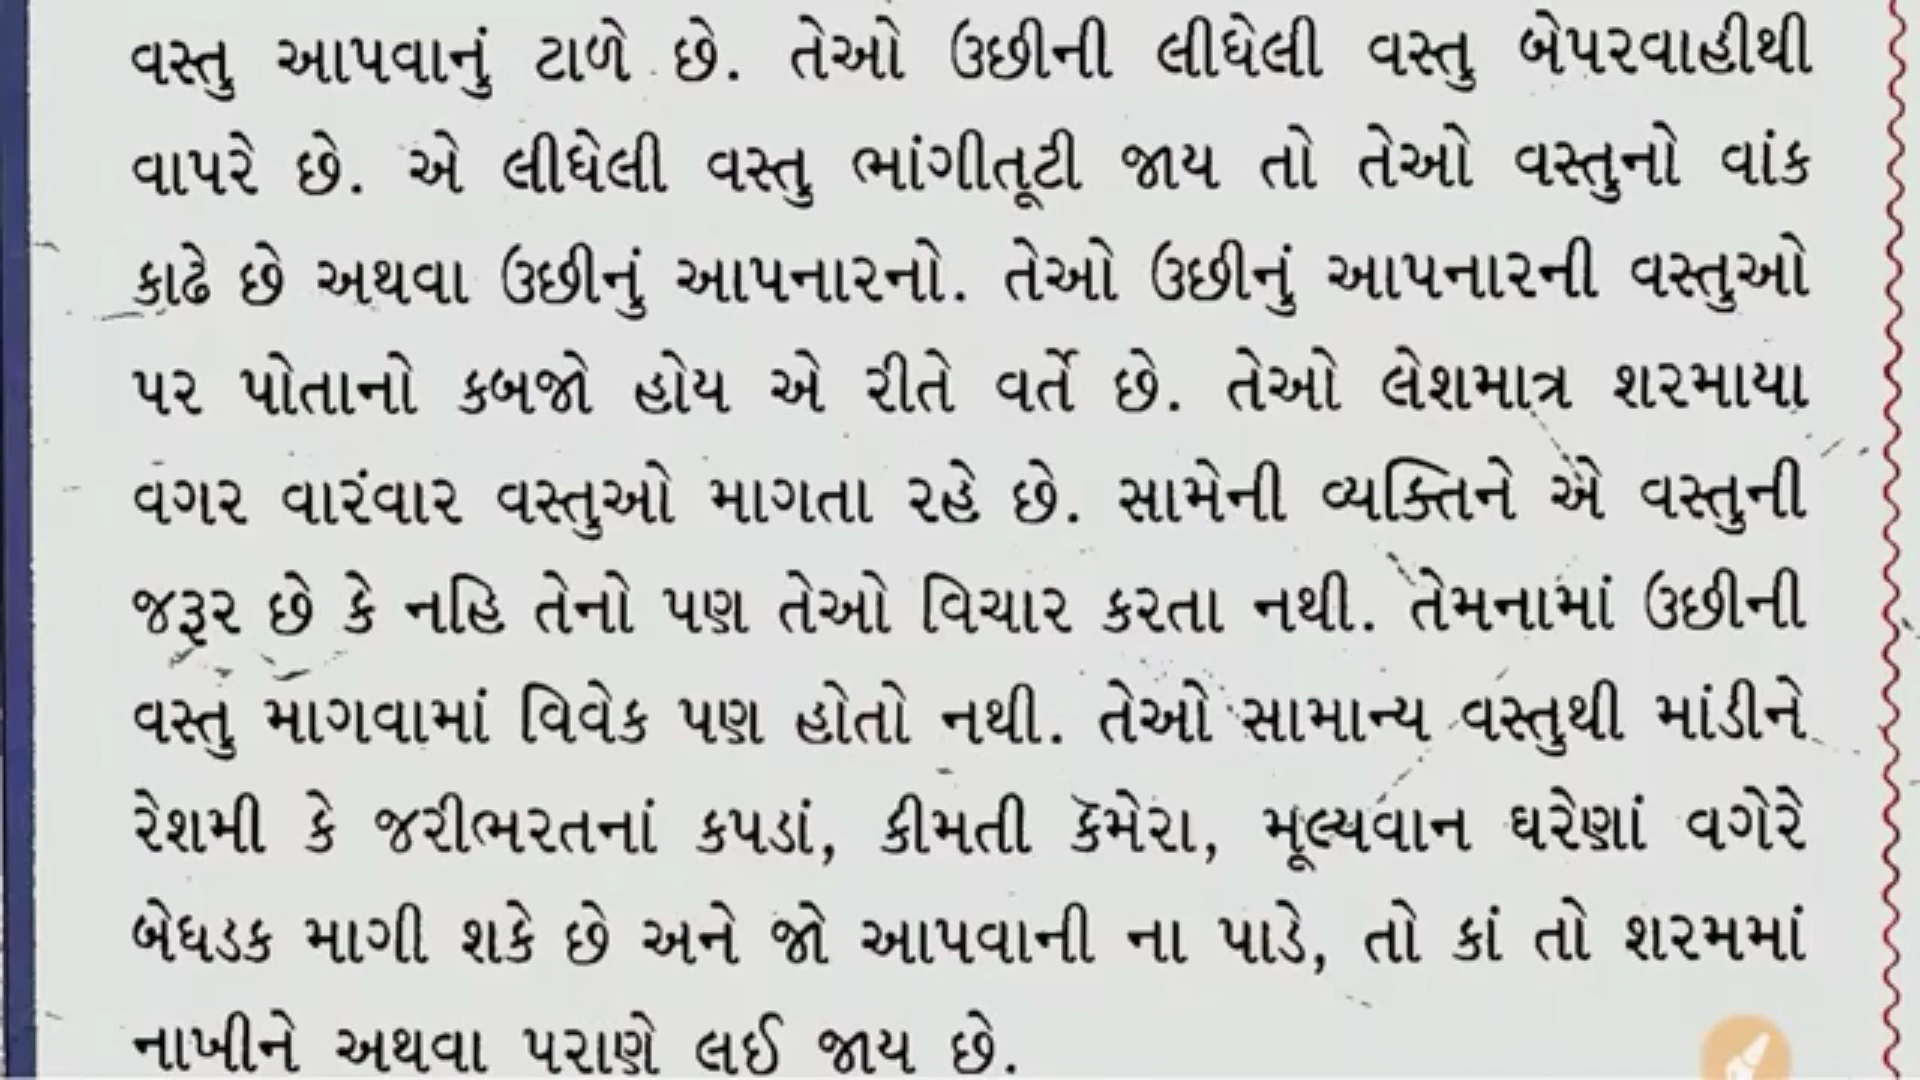 વસ્તુ આપવાનું ટાળે છે. તેઓ ઉછીની લીધેલી વસ્તુ બેપરવાહીથી
વાપરે છે. એ લીધેલી વસ્તુ ભાંગીતૂટી જાય તો તેઓ વસ્તુનો વાંક
કાઢે છે અથવા ઉછીનું આપનારનો. તેઓ ઉછીનું આપનારની વસ્તુઓ
પર પોતાનો કબજો હોય એ રીતે વર્તે છે. તેઓ લેશમાત્ર શરમાયા
વગર વારંવાર વસ્તુઓ માગતા રહે છે. સામેની વ્યક્તિને એ વસ્તુની
જરૂર છે કે નહિ તેનો પણ તેઓ વિચાર કરતા નથી. તેમનામાં ઉછીની
વસ્તુ માગવામાં વિવેક પણ હોતો નથી. તેઓ સામાન્ય વસ્તુથી માંડીને
રેશમી કે જરીભરતનાં કપડાં, કીમતી કૅમેરા, મૂલ્યવાન ઘરેણાં વગેરે
બેધડક માગી શકે છે અને જો આપવાની ના પાડે, તો કાં તો શરમમાં
નાખીને અથવા પરાણે લઈ જાય છે.